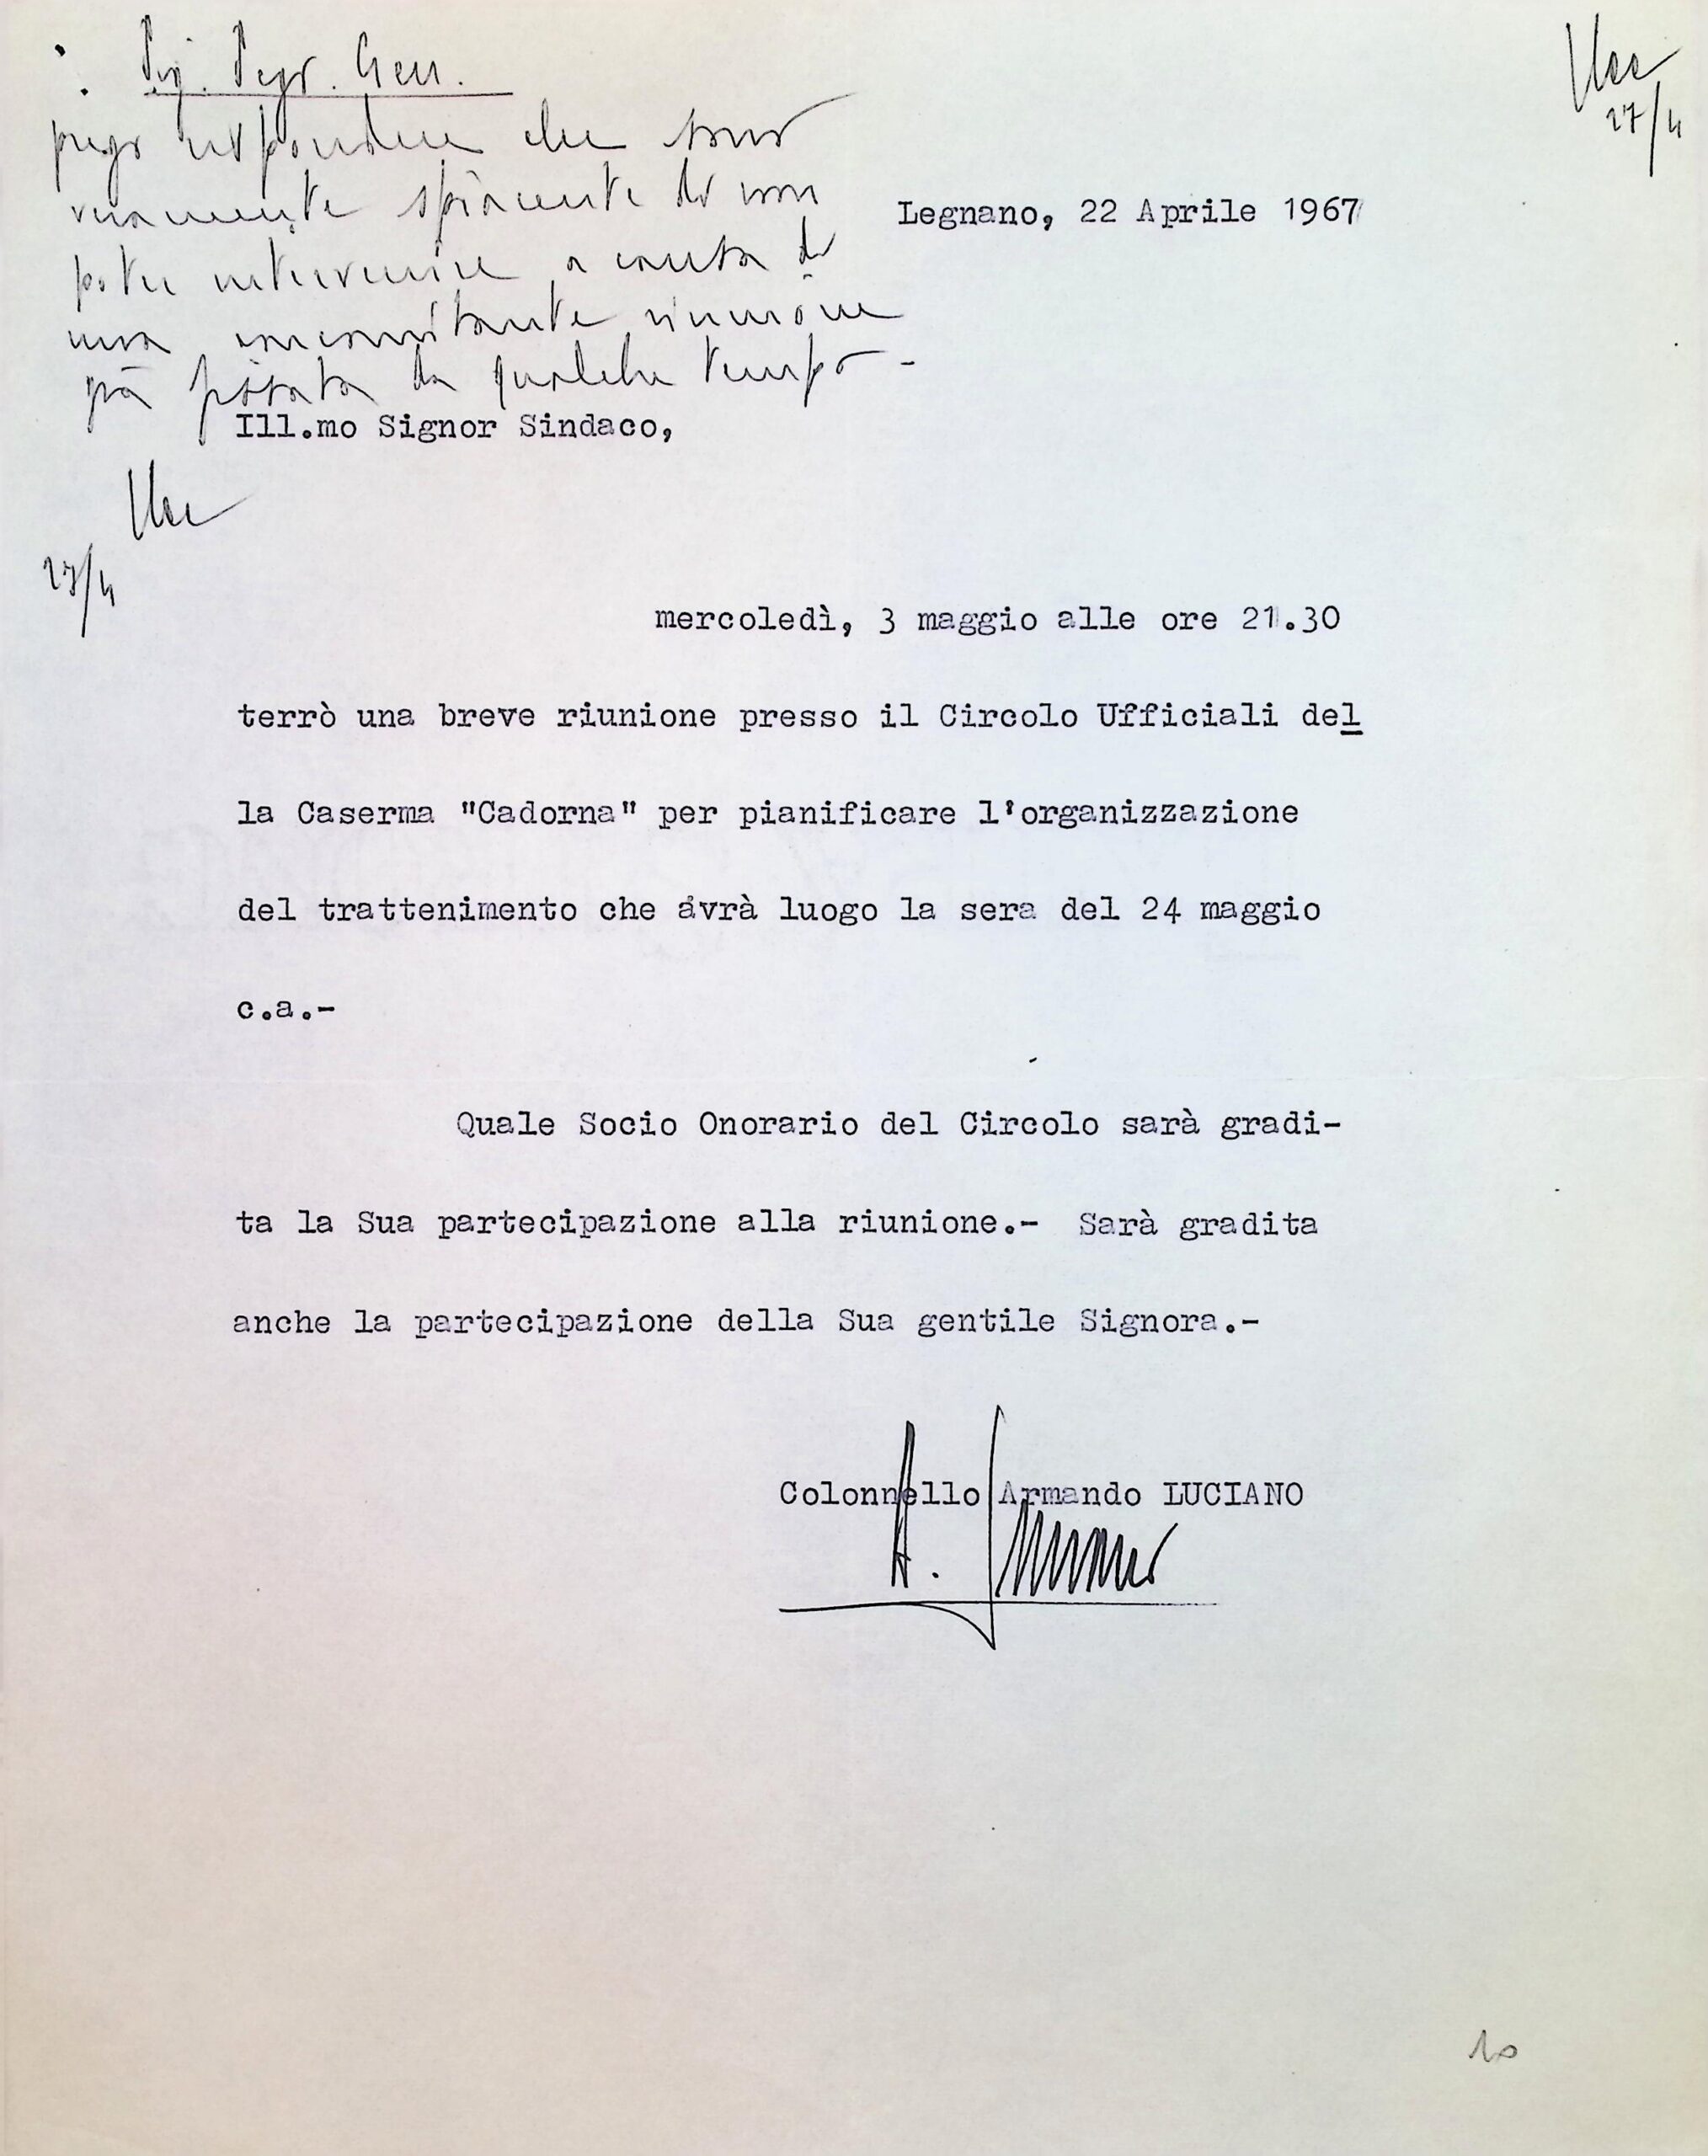 Sig. Segr. Gen.
prego rispondere che sono
veramente spiacente di non
poter intervenire a causa di
una concomitante riunione
già fissata da qualche tempo -
27/4
Legnano, 22 Aprile 1967
Ill.mo Signor Sindaco,
27/4
mercoledì, 3 maggio alle ore 21.30
terrò una breve riunione presso il Circolo Ufficiali del
la Caserma "Cadorna" per pianificare l'organizzazione
del trattenimento che avrà luogo la sera del 24 maggio
c.a.-
Quale Socio Onorario del Circolo sarà gradi-
ta la Sua partecipazione alla riunione.- Sarà gradita
anche la partecipazione della Sua gentile Signora.-
Colonnello Armando LUCIANO